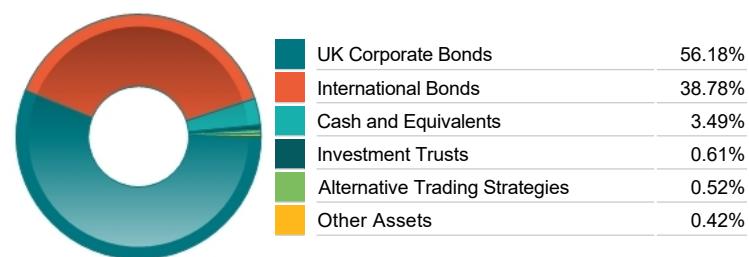 UK Corporate Bonds 56.18%
International Bonds 38.78%
Cash and Equivalents 3.49%
Investment Trusts 0.61%
Alternative Trading Strategies 0.52%
Other Assets 0.42%